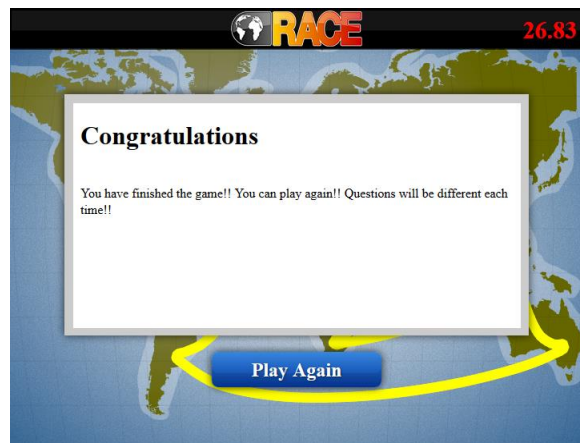 RACE
26.83
Congratulations
You have finished the game!! You can play again!! Questions will be different each
time!!
Play Again